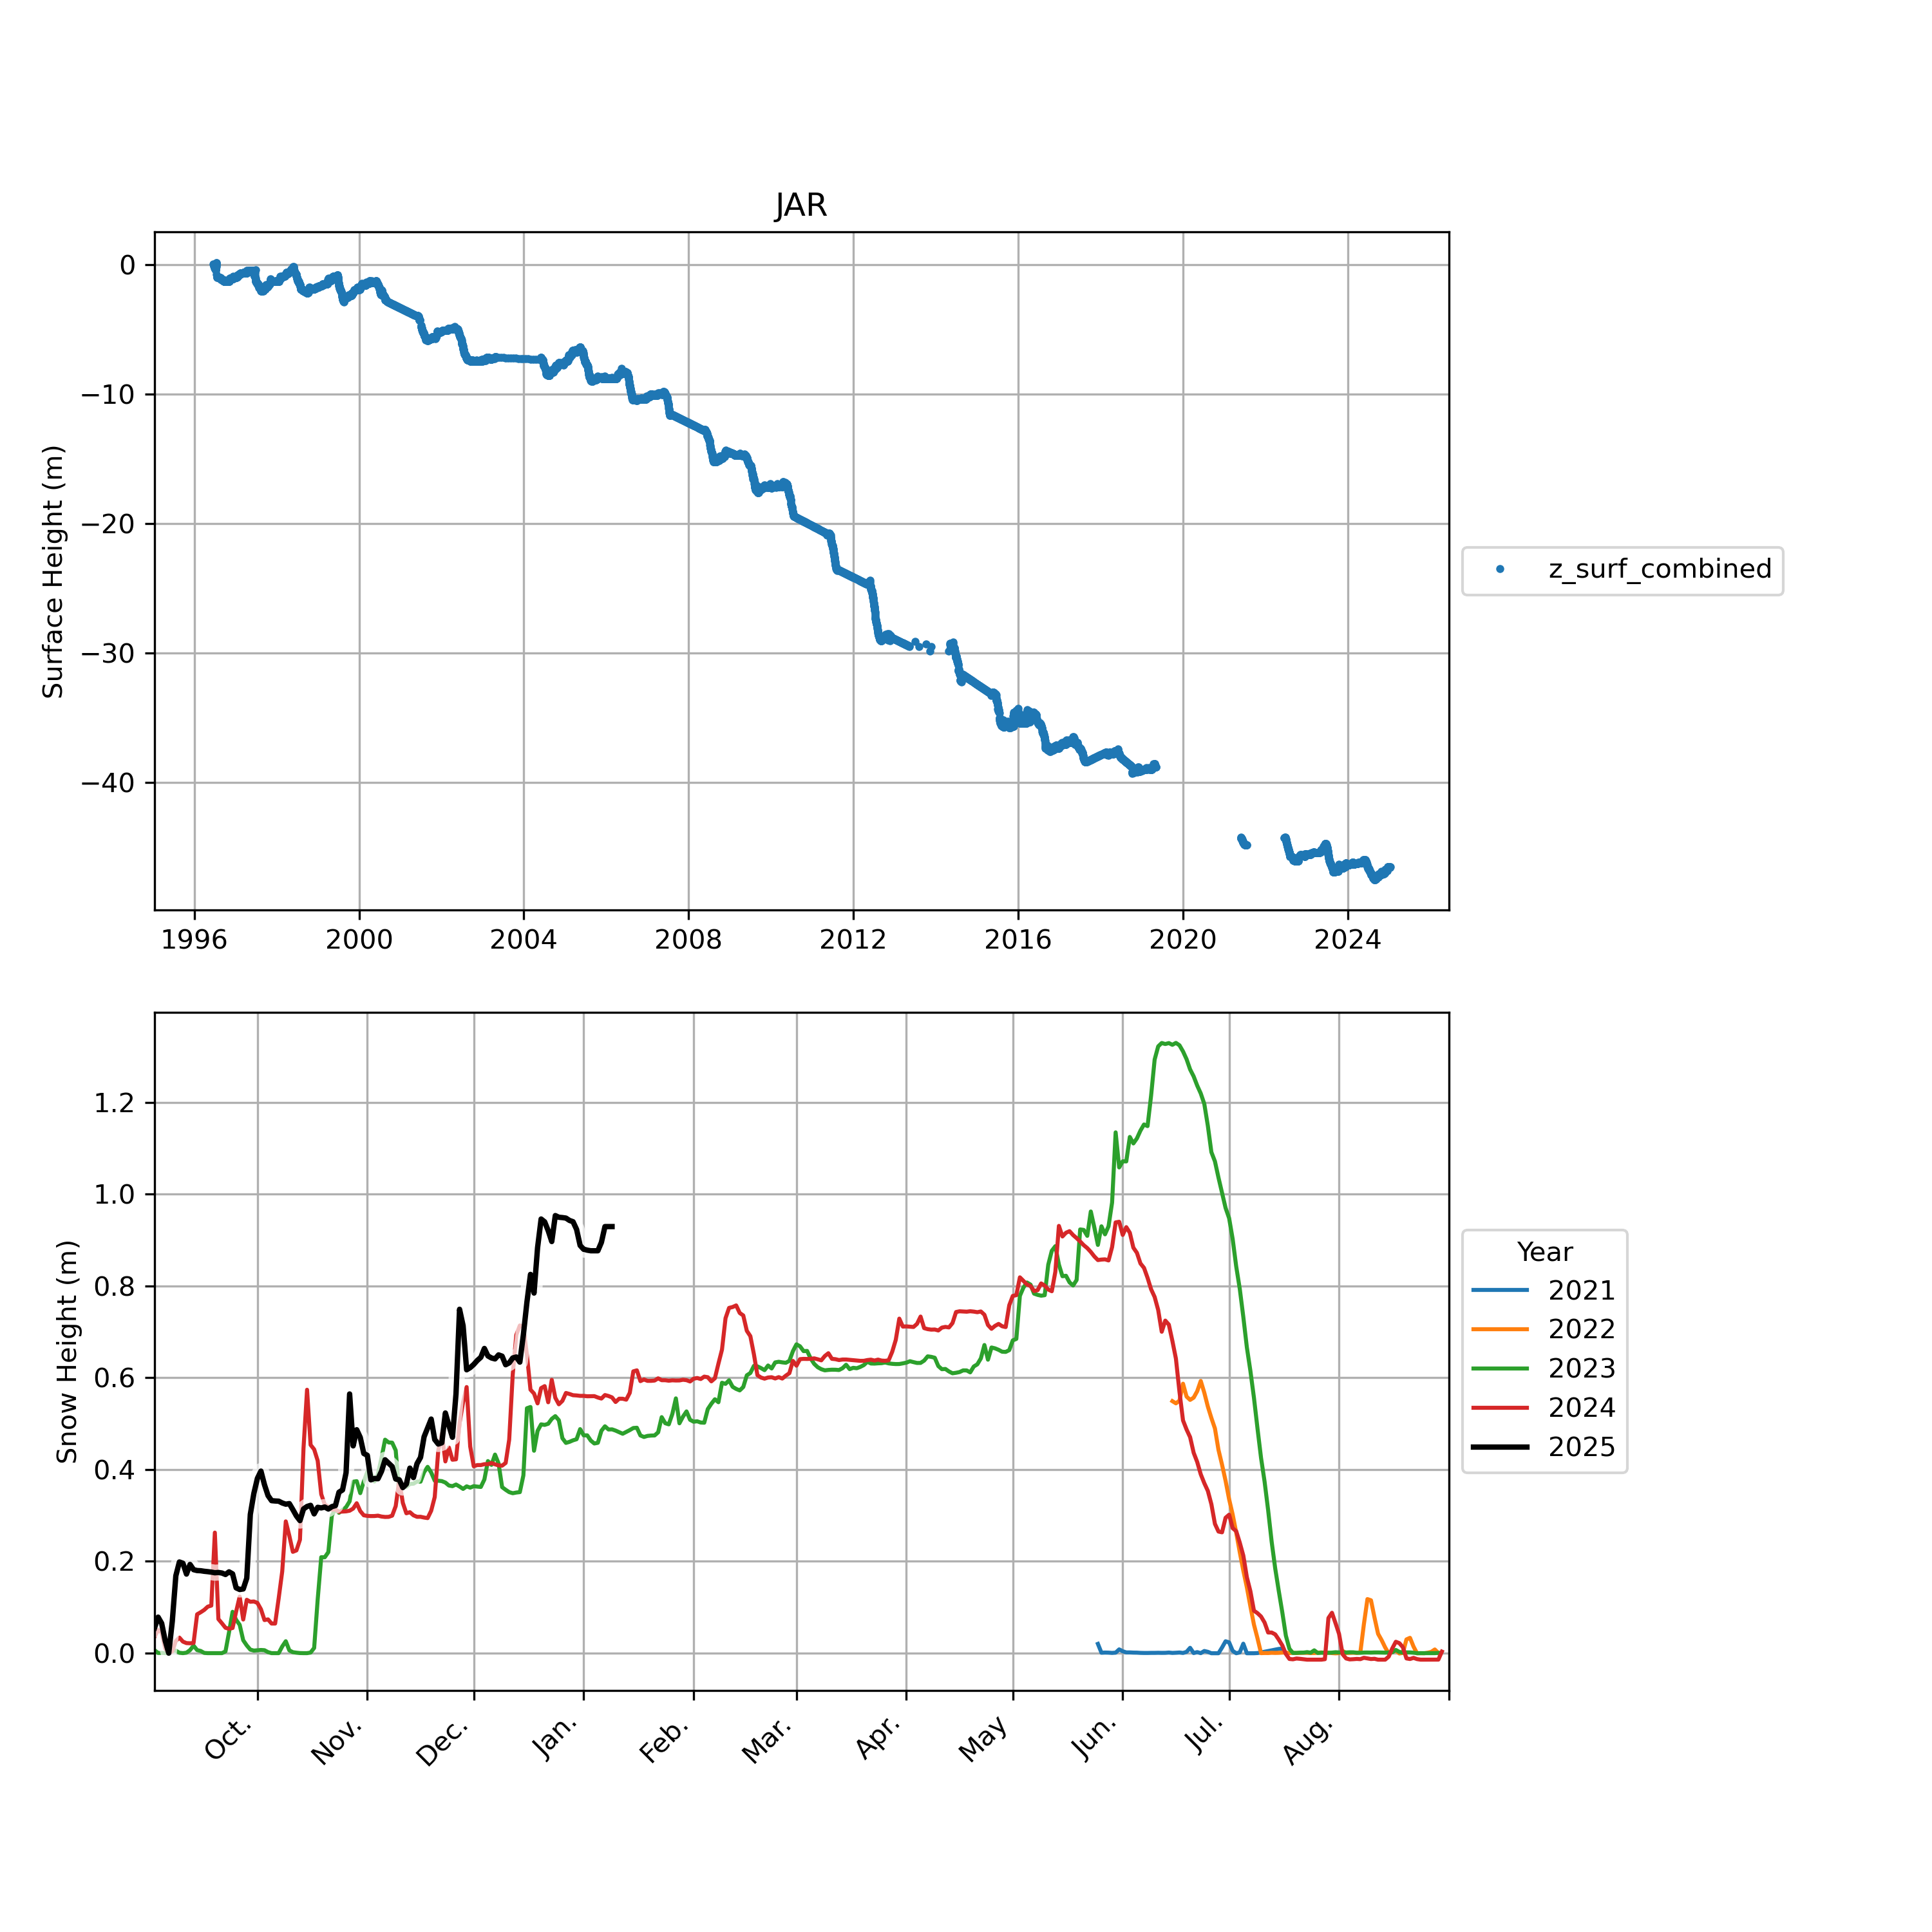 JAR
Surface Height (m)
0
−10
−20
−30
−40
1996 2000 2004 2008 2012 2016 2020 2024
z_surf_combined
Snow Height (m)
1.2
1.0
0.8
0.6
0.4
0.2
0.0
Oct. Nov. Dec. Jan. Feb. Mar. Apr. May Jun. Jul. Aug.
Year
2021
2022
2023
2024
2025